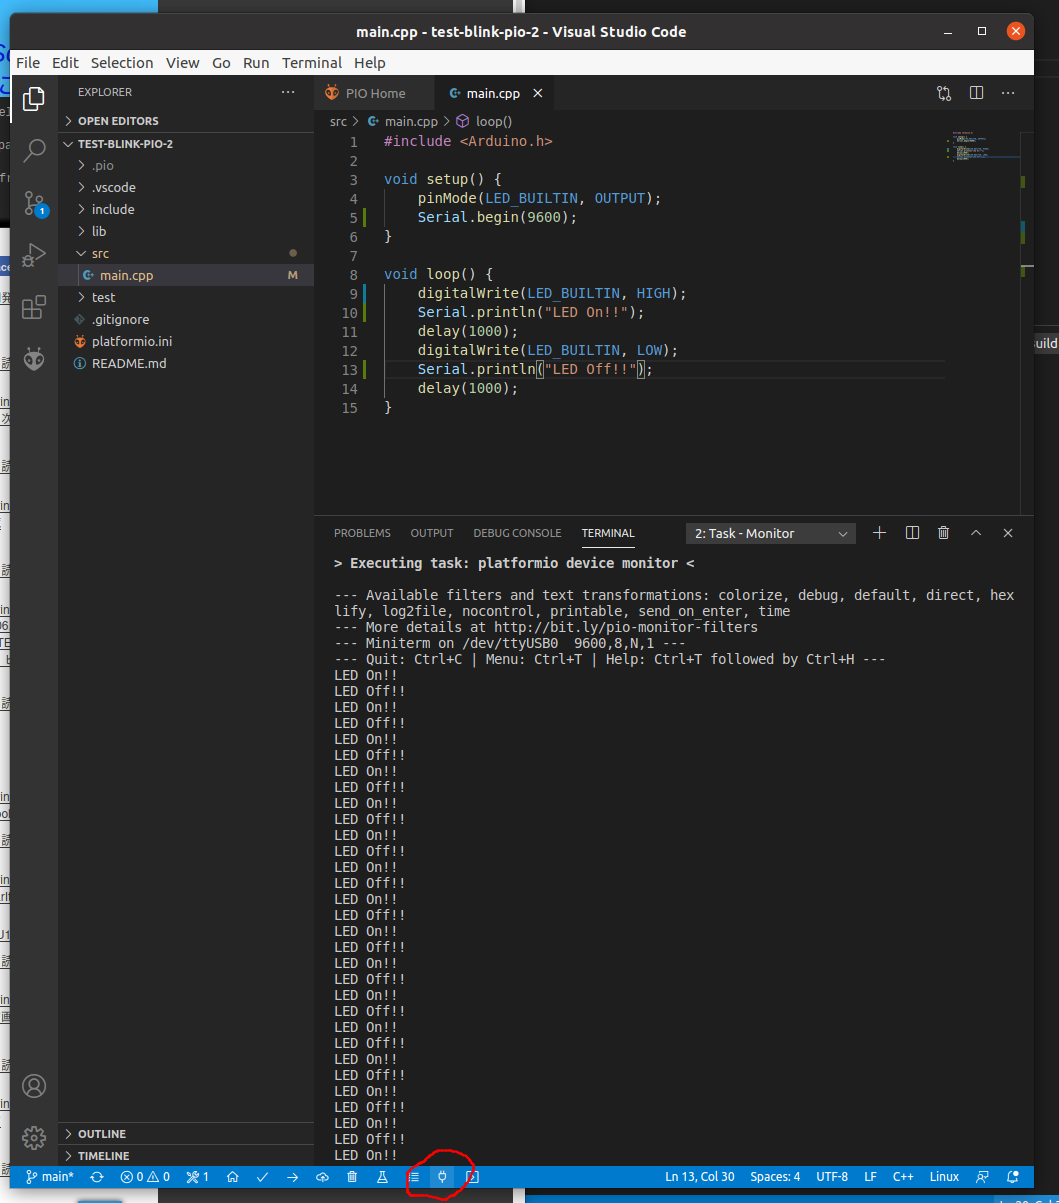 main.cpp - test-blink-pio-2 - Visual Studio Code
File Edit Selection View Go Run Terminal Help
EXPLORER
OPEN EDITORS
TEST-BLINK-PIO-2
.pio
.vscode
include
lib
src
main.cpp M
test
.gitignore
platformio.ini
README.md
OUTLINE
TIMELINE
1
PIO Home main.cpp
src > main.cpp > loop()
1 #include <Arduino.h>
2
3 void setup() {
4 pinMode(LED_BUILTIN, OUTPUT);
5 Serial.begin(9600);
6 }
7
8 void loop() {
9 digitalWrite(LED_BUILTIN, HIGH);
10 Serial.println("LED On!!");
11 delay(1000);
12 digitalWrite(LED_BUILTIN, LOW);
13 Serial.println("LED Off!!");
14 delay(1000);
15 }
PROBLEMS OUTPUT DEBUG CONSOLE TERMINAL 2: Task - Monitor
> Executing task: platformio device monitor <
--- Available filters and text transformations: colorize, debug, default, direct, hex
lify, log2file, nocontrol, printable, send_on_enter, time
--- More details at http://bit.ly/pio-monitor-filters
--- Miniterm on /dev/ttyUSB0 9600,8,N,1 ---
--- Quit: Ctrl+C | Menu: Ctrl+T | Help: Ctrl+T followed by Ctrl+H ---
LED On!!
LED Off!!
LED On!!
LED Off!!
LED On!!
LED Off!!
LED On!!
LED Off!!
LED On!!
LED Off!!
LED On!!
LED Off!!
LED On!!
LED Off!!
LED On!!
LED Off!!
LED On!!
LED Off!!
LED On!!
LED Off!!
LED On!!
LED Off!!
LED On!!
LED Off!!
LED On!!
LED Off!!
LED On!!
LED Off!!
LED On!!
LED Off!!
LED On!!
main* 0 0 1 Ln 13, Col 30 Spaces: 4 UTF-8 LF C++ Linux